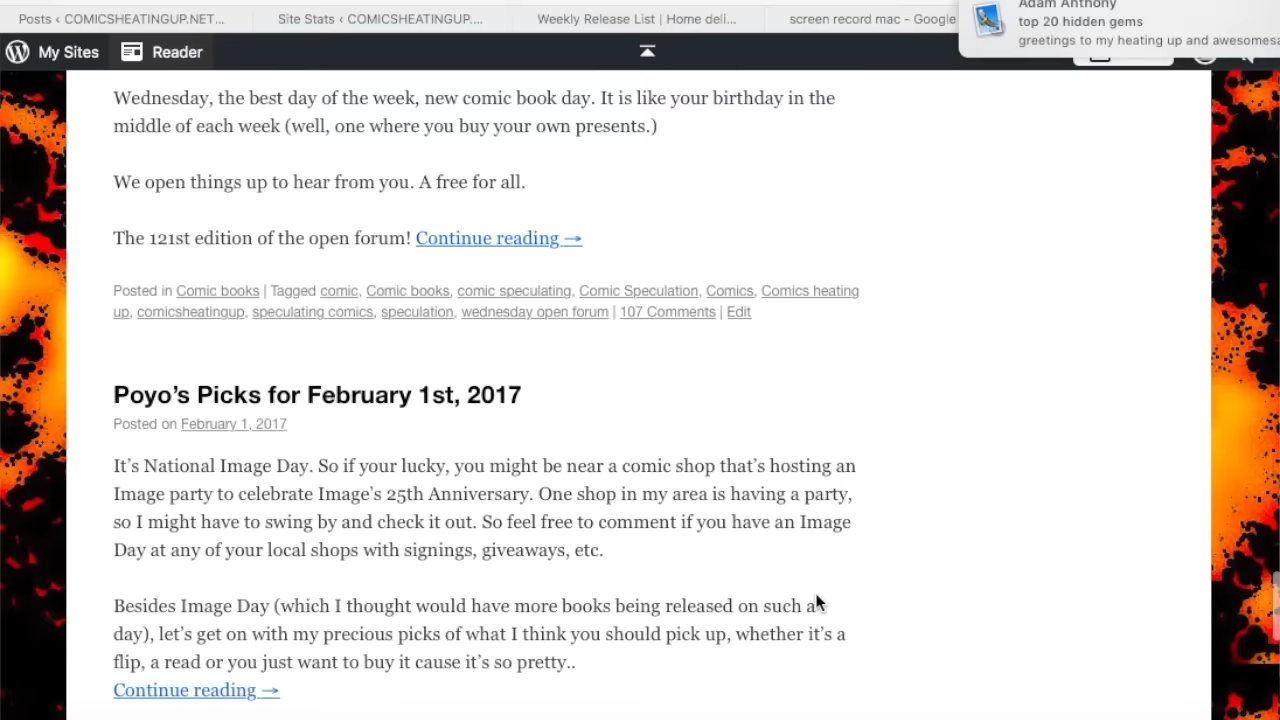 Posts ‹ COMICSHEATINGUP.NET...
Site Stats ‹ COMICSHEATINGUP....
Weekly Release List | Home deli...
screen record mac - Google
Adam Anthony
top 20 hidden gems
greetings to my heating up and awesomesa
My Sites
Reader
Wednesday, the best day of the week, new comic book day. It is like your birthday in the
middle of each week (well, one where you buy your own presents.)
We open things up to hear from you. A free for all.
The 121st edition of the open forum! Continue reading →
Posted in Comic books | Tagged comic, Comic books, comic speculating, Comic Speculation, Comics, Comics heating
up, comicsheatingup, speculating comics, speculation, wednesday open forum | 107 Comments | Edit
Poyo’s Picks for February 1st, 2017
Posted on February 1, 2017
It’s National Image Day. So if your lucky, you might be near a comic shop that’s hosting an
Image party to celebrate Image’s 25th Anniversary. One shop in my area is having a party,
so I might have to swing by and check it out. So feel free to comment if you have an Image
Day at any of your local shops with signings, giveaways, etc.
Besides Image Day (which I thought would have more books being released on such a
day), let’s get on with my precious picks of what I think you should pick up, whether it’s a
flip, a read or you just want to buy it cause it’s so pretty..
Continue reading →